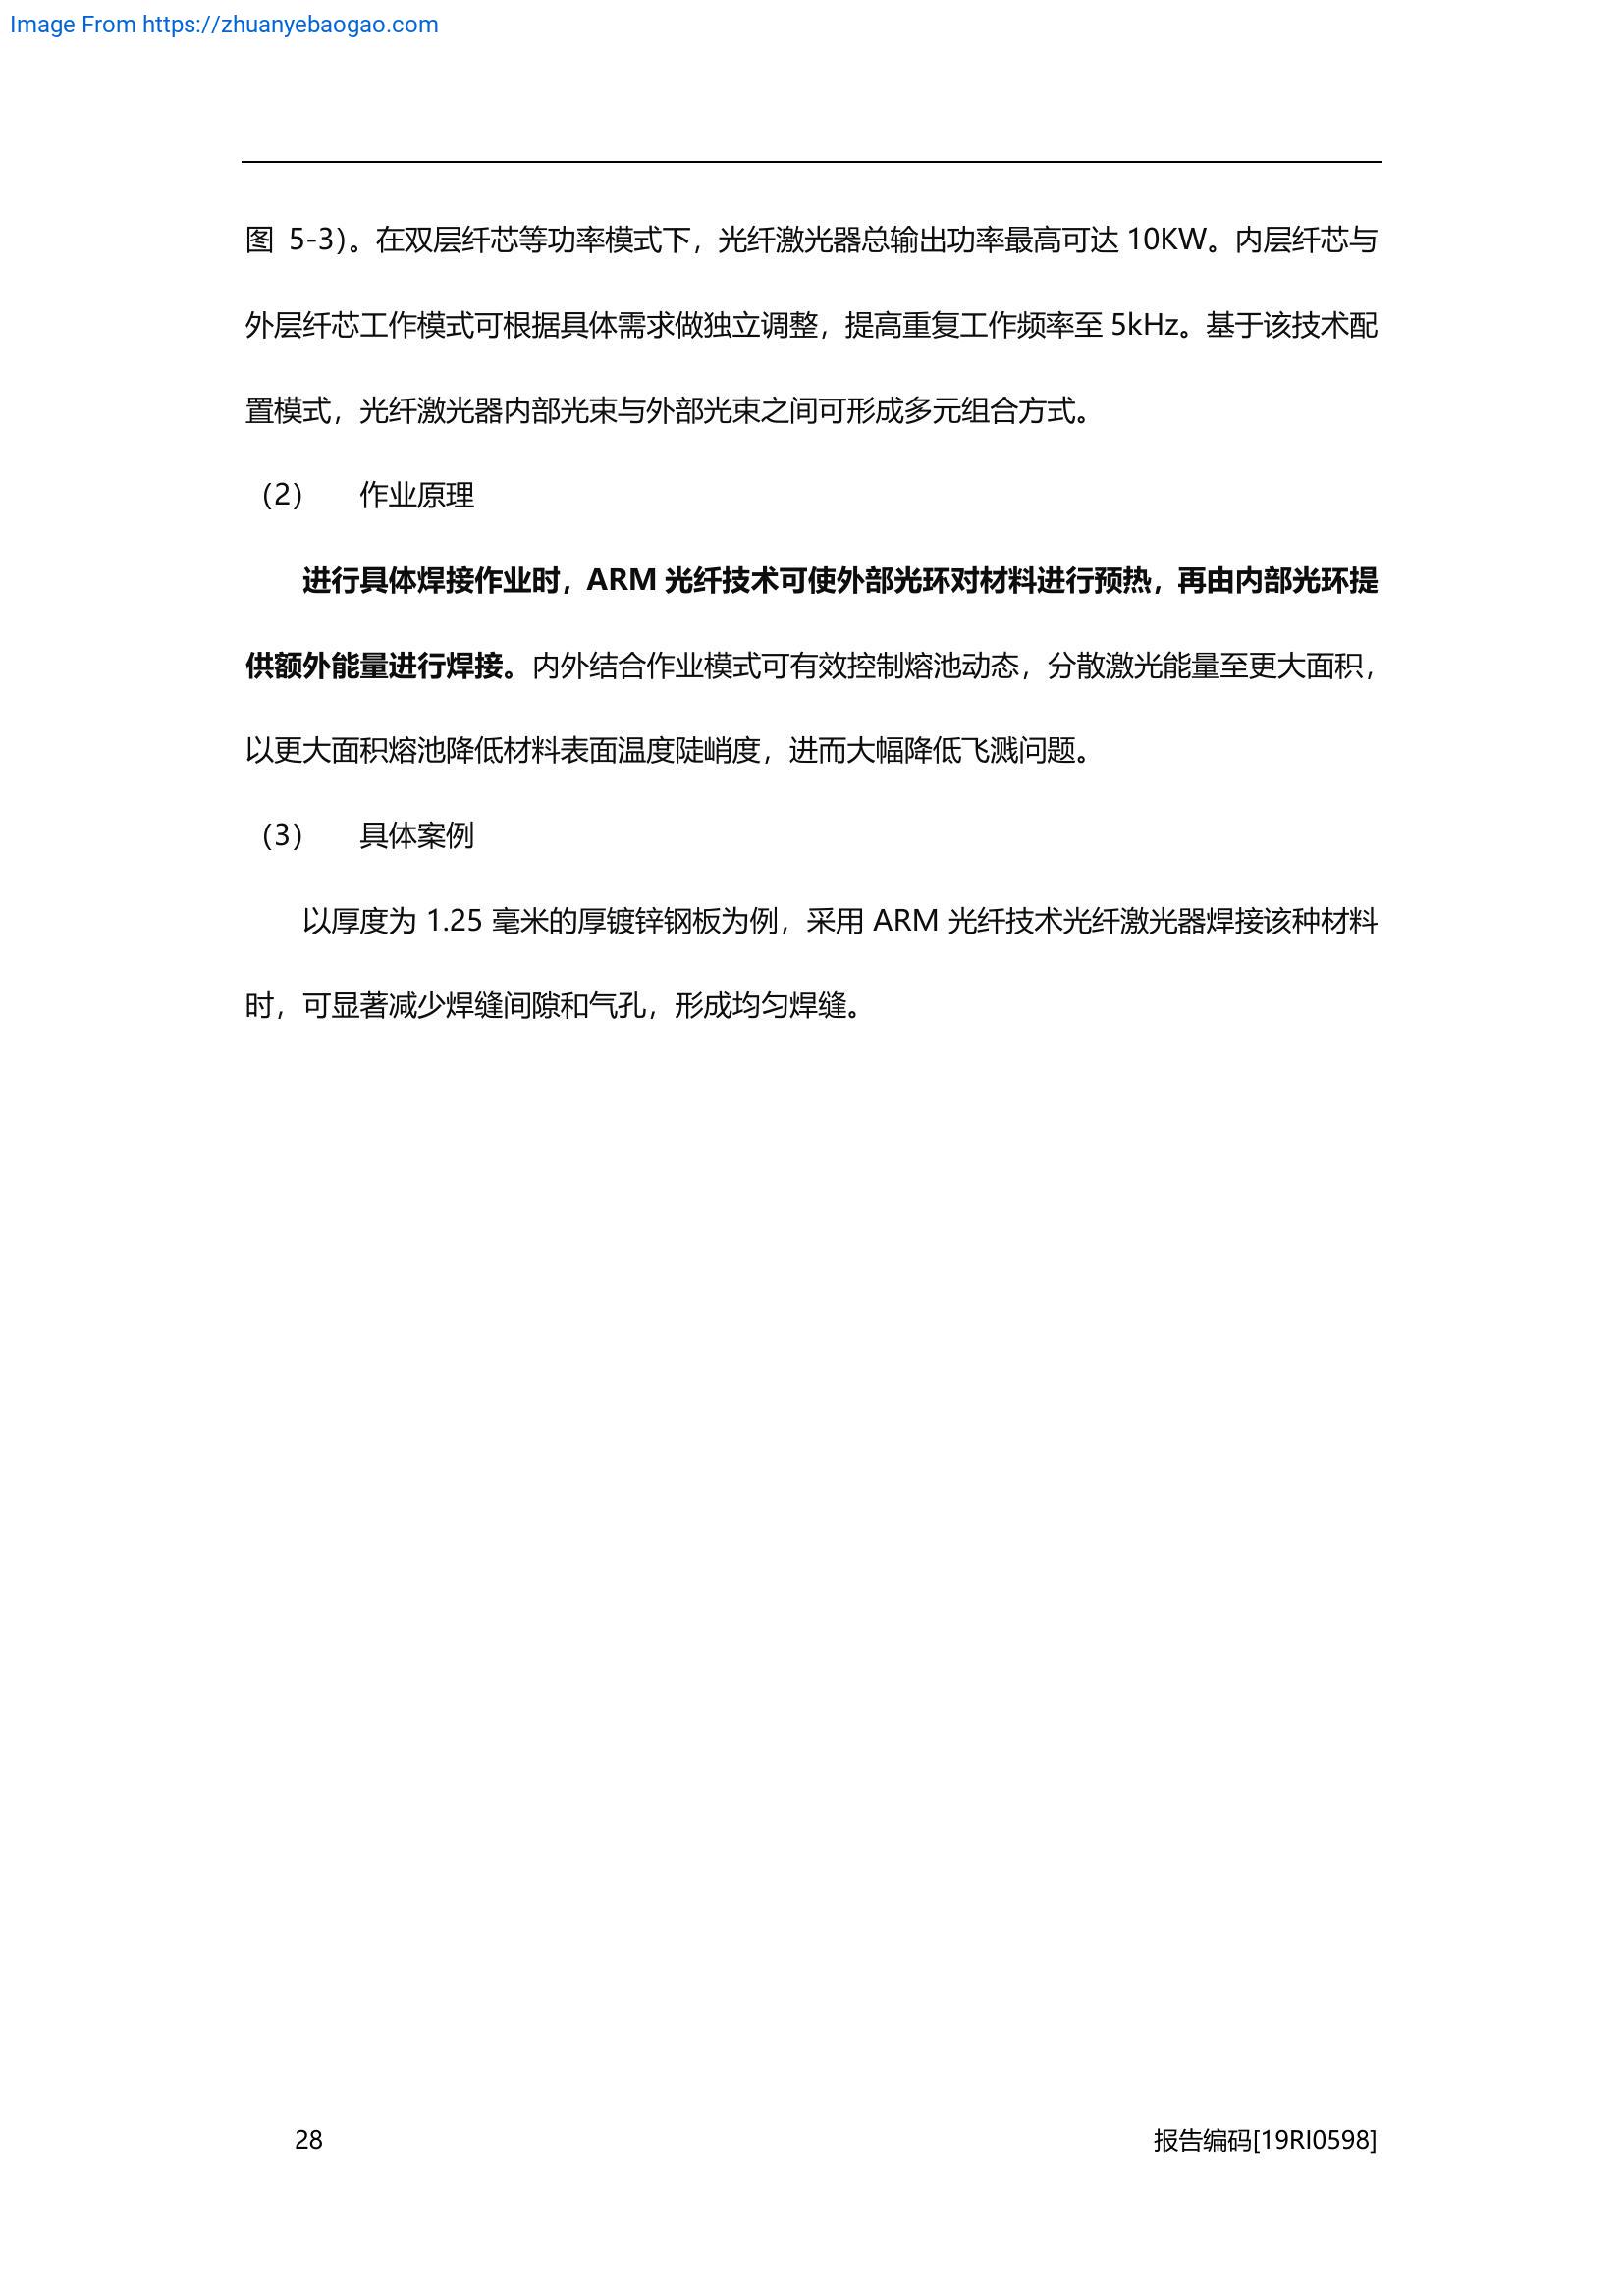 Image From https://zhuanyebaogao.com
图 5-3）。在双层纤芯等功率模式下，光纤激光器总输出功率最高可达 10KW。内层纤芯与
外层纤芯工作模式可根据具体需求做独立调整，提高重复工作频率至 5kHz。基于该技术配
置模式，光纤激光器内部光束与外部光束之间可形成多元组合方式。
（2） 作业原理
进行具体焊接作业时，ARM 光纤技术可使外部光环对材料进行预热，再由内部光环提
供额外能量进行焊接。内外结合作业模式可有效控制熔池动态，分散激光能量至更大面积，
以更大面积熔池降低材料表面温度陡峭度，进而大幅降低飞溅问题。
（3） 具体案例
以厚度为 1.25 毫米的厚镀锌钢板为例，采用 ARM 光纤技术光纤激光器焊接该种材料
时，可显著减少焊缝间隙和气孔，形成均匀焊缝。
28 报告编码[19RI0598]